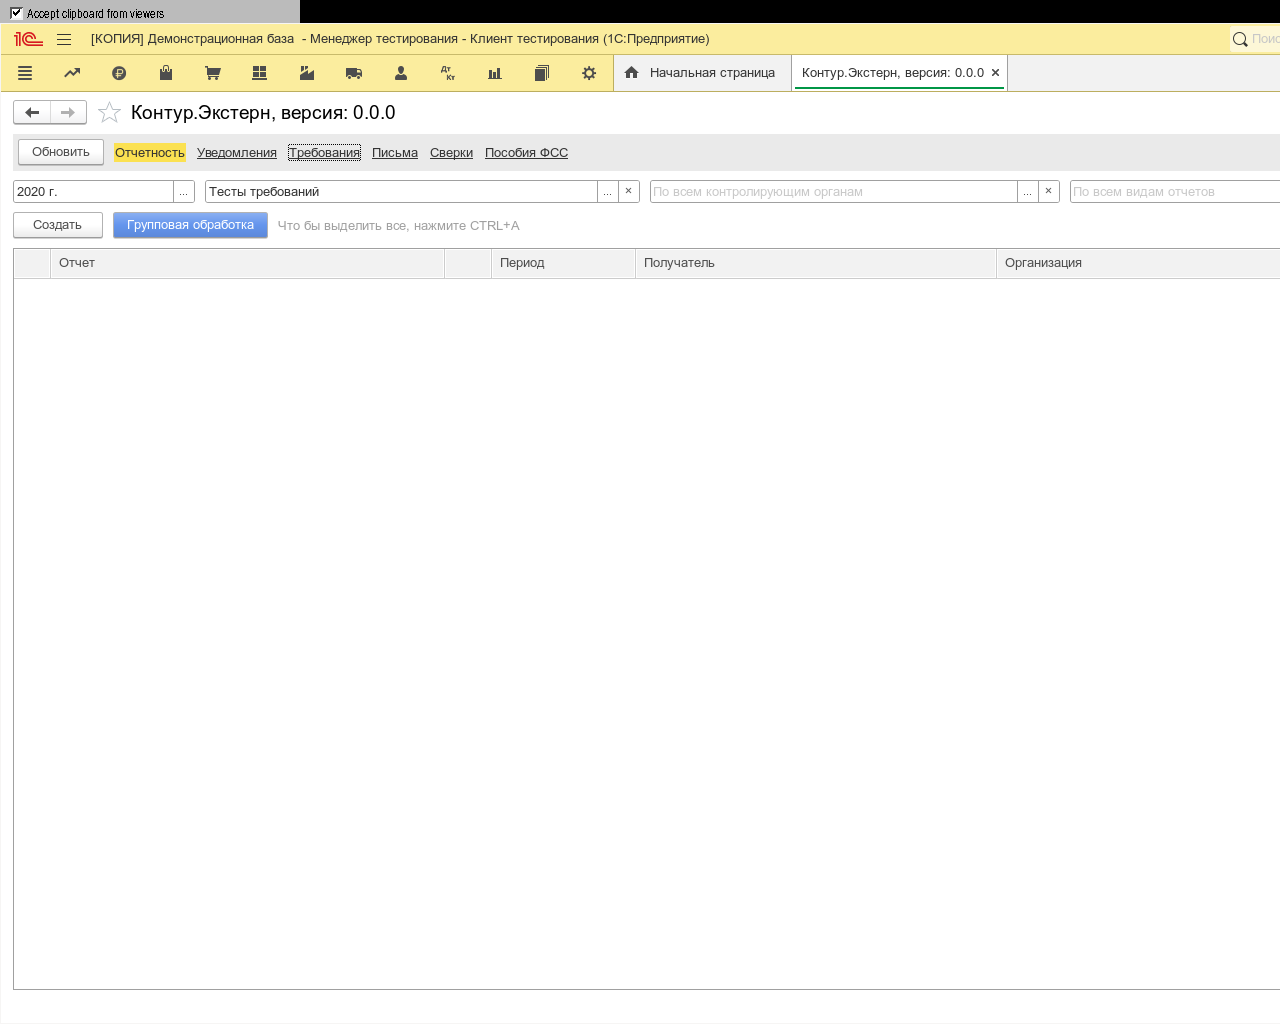 Accept clipboard from viewers
[КОПИЯ] Демонстрационная база - Менеджер тестирования - Клиент тестирования (1С:Предприятие)
Начальная страница Контур.Экстерн, версия: 0.0.0 ×
Контур.Экстерн, версия: 0.0.0
Обновить Отчетность Уведомления Требования Письма Сверки Пособия ФСС
2020 г. ... Тесты требований ... × По всем контролирующим органам ... × По всем видам отчетов
Создать Групповая обработка Что бы выделить все, нажмите CTRL+A
Отчет Период Получатель Организация